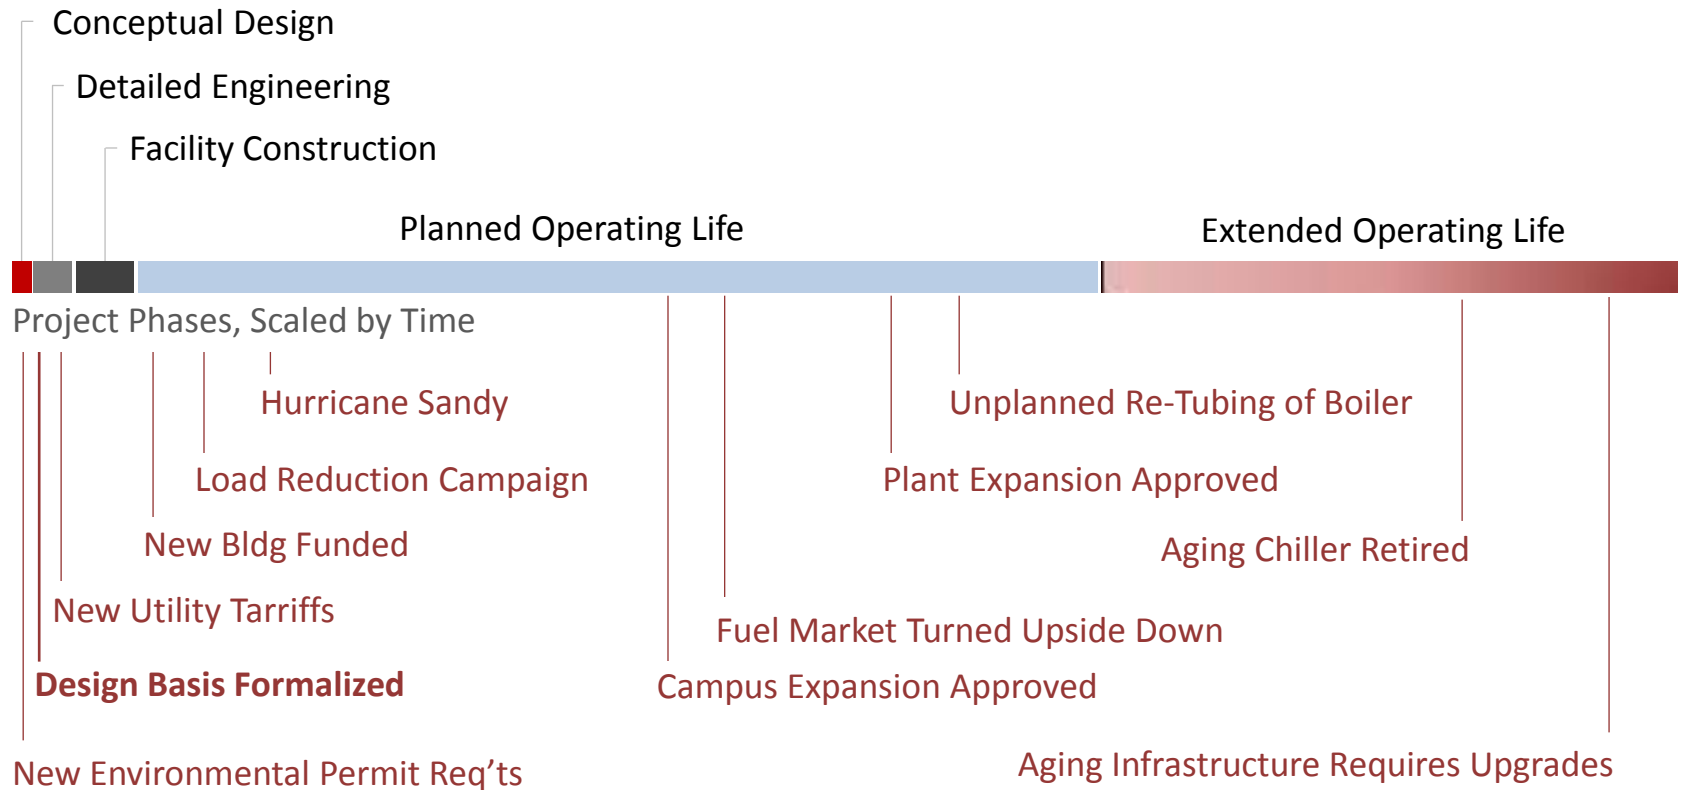 Conceptual Design
Detailed Engineering
Facility Construction
Planned Operating Life
Extended Operating Life
Project Phases, Scaled by Time
Hurricane Sandy
Unplanned Re-Tubing of Boiler
Load Reduction Campaign
Plant Expansion Approved
New Bldg Funded
Aging Chiller Retired
New Utility Tarriffs
Fuel Market Turned Upside Down
Design Basis Formalized
Campus Expansion Approved
New Environmental Permit Req’ts
Aging Infrastructure Requires Upgrades